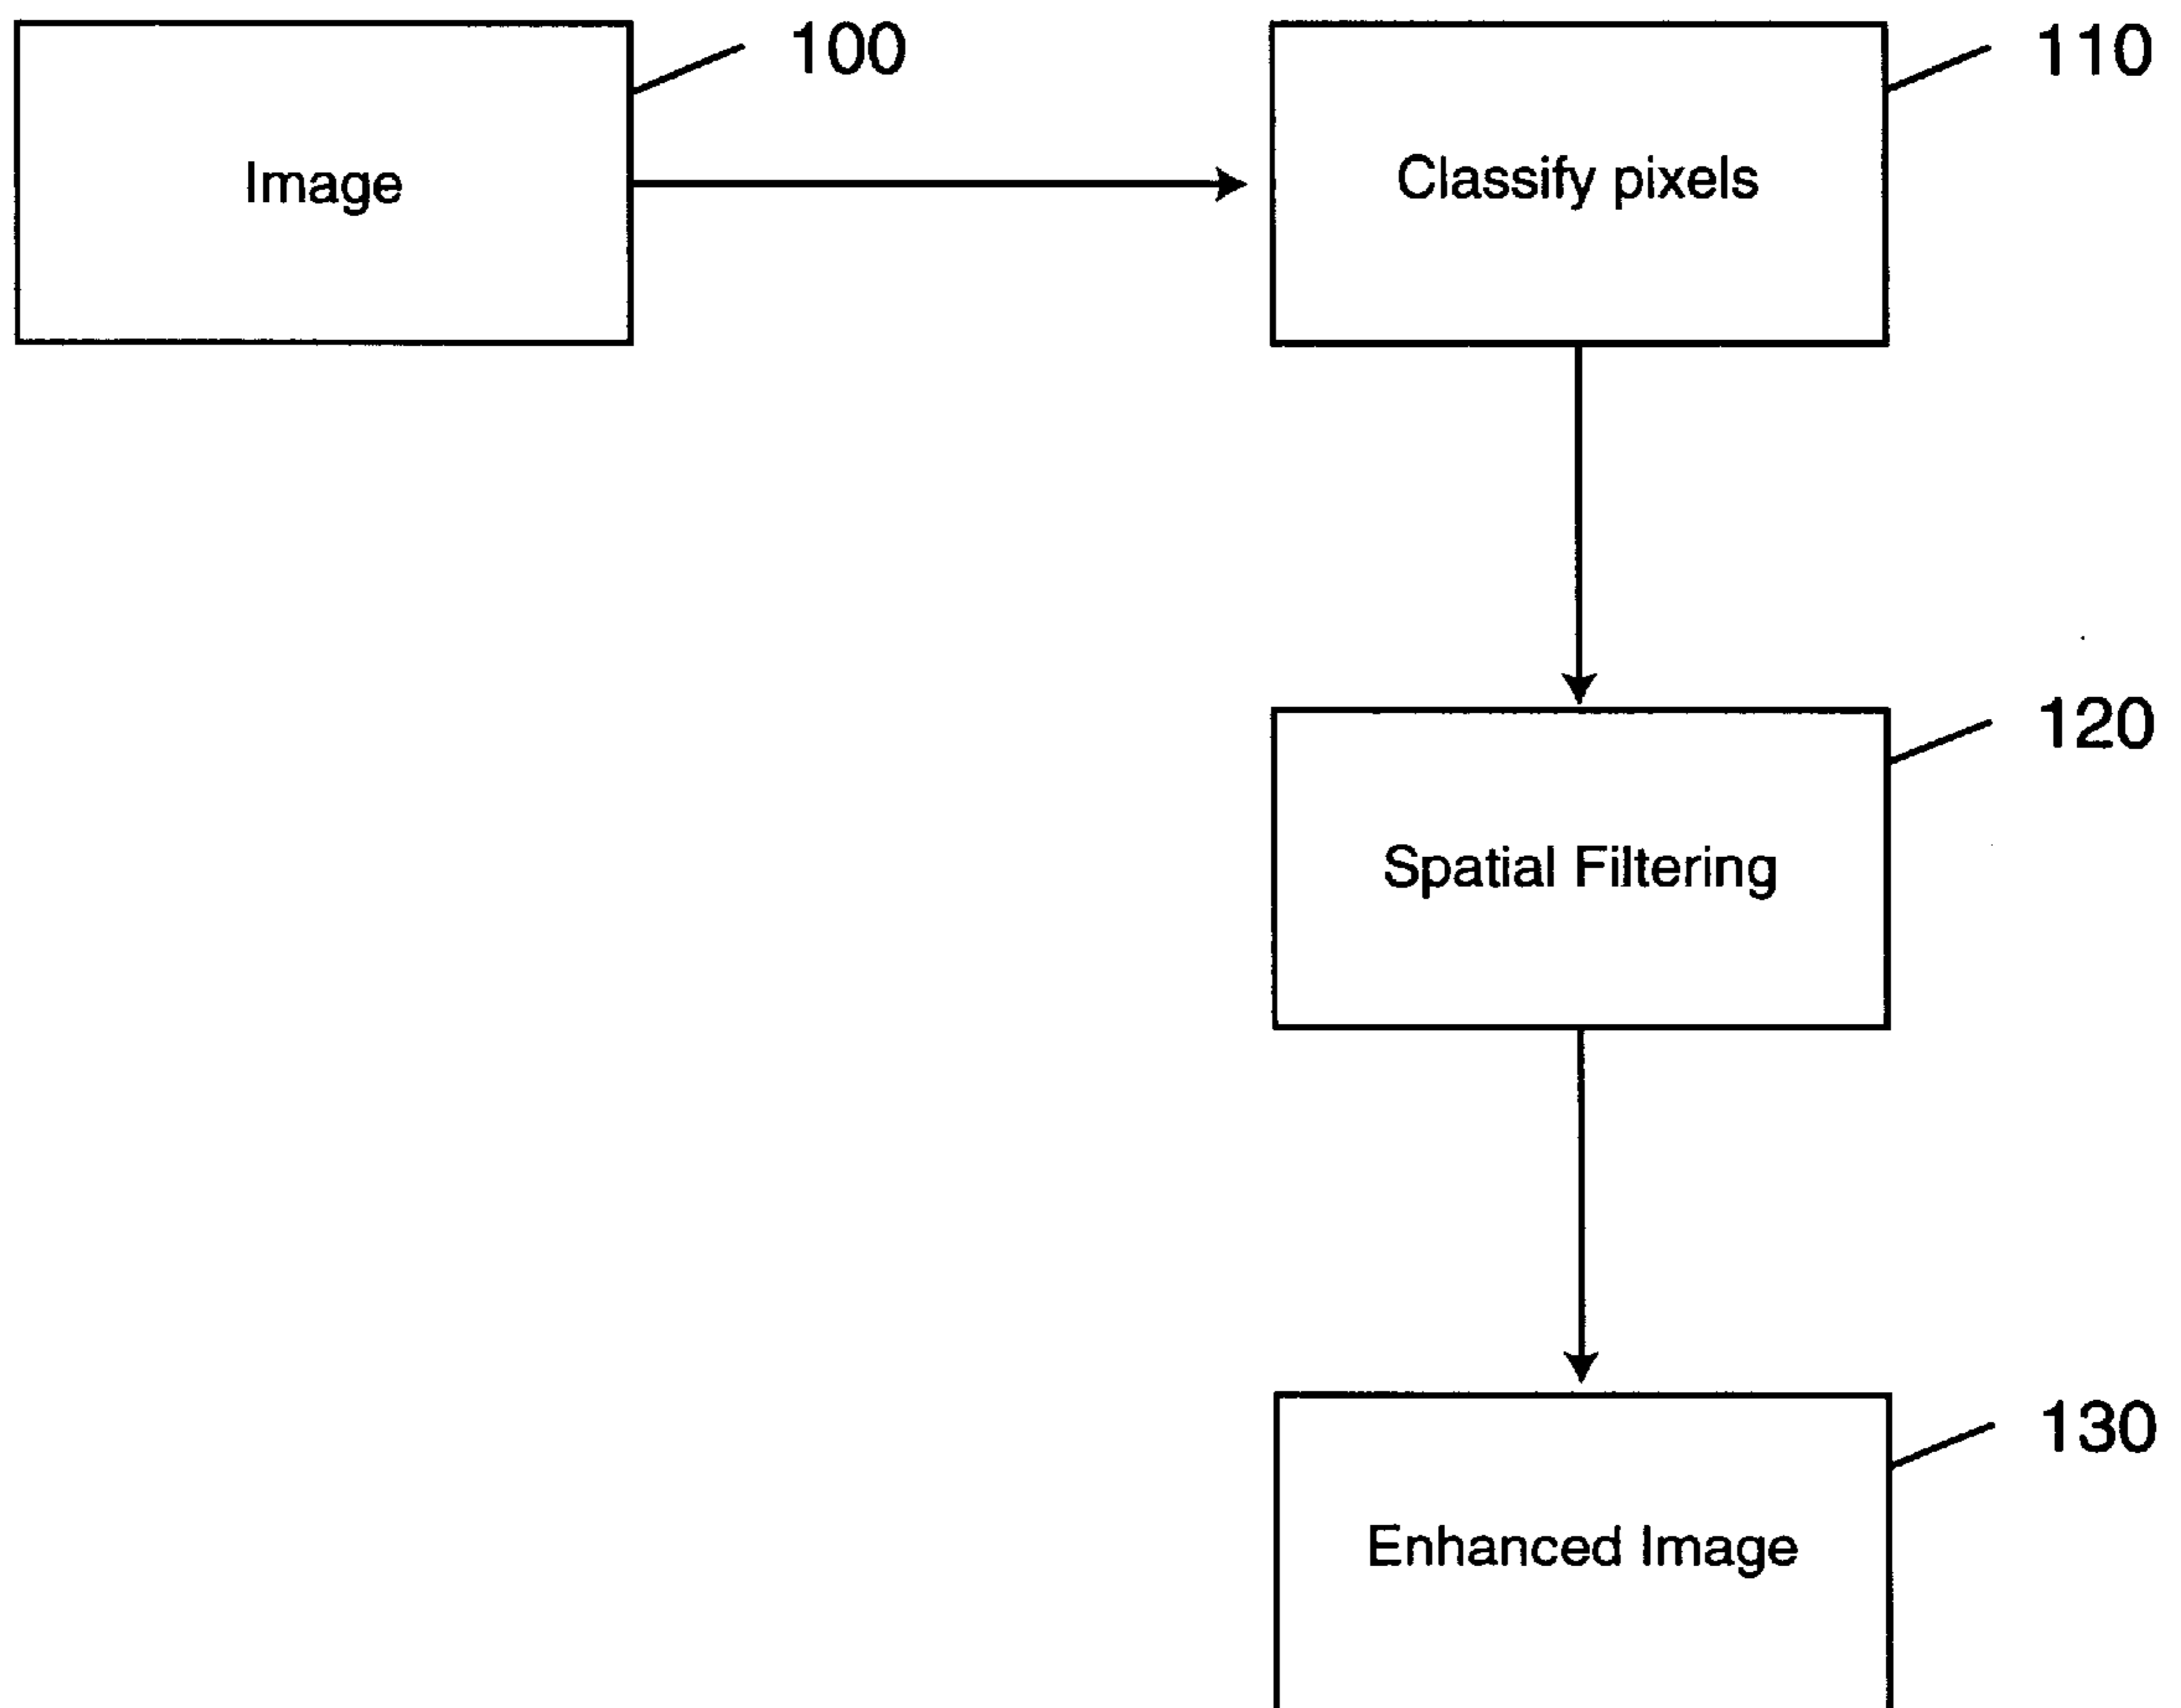 100
Image
110
Classify pixels
120
Spatial Filtering
130
Enhanced Image